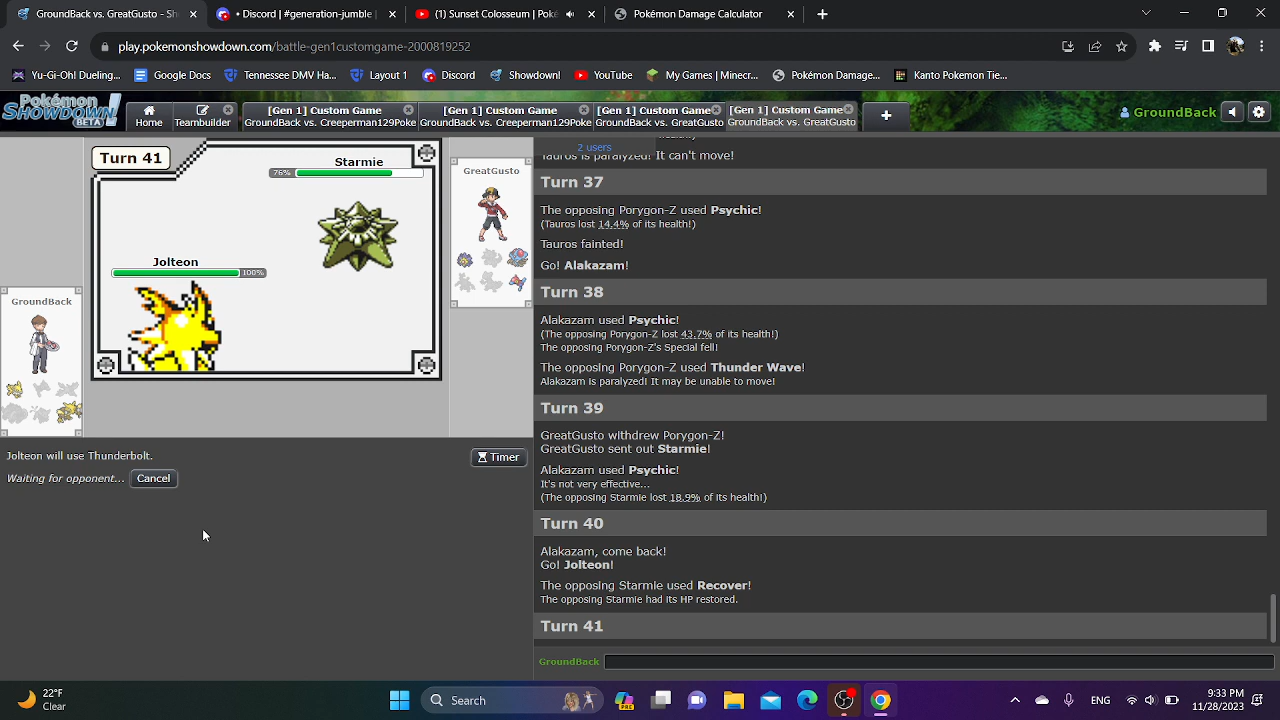 GroundBack vs. GreatGusto - Sh
• Discord | #generation-jumble |
(1) Sunset Colosseum | Poké
Pokémon Damage Calculator
play.pokemonshowdown.com/battle-gen1customgame-2000819252
Yu-Gi-Oh! Dueling...
Google Docs
Tennessee DMV Ha...
Layout 1
Discord
Showdown!
YouTube
My Games | Minec...
Pokémon/Damage...
Kanto Pokemon Tie...
Pokémon
SHOWDOWN!
BETA
Home
Teambuilder
[Gen 1] Custom Game
GroundBack vs. Creeperman129Poke
[Gen 1] Custom Game
GroundBack vs. Creeperman129Poke
[Gen 1] Custom Game
GroundBack vs. GreatGusto
[Gen 1] Custom Game
GroundBack vs. GreatGusto
GroundBack
Turn 41
Starmie
76%
Jolteon
100%
GreatGusto
GroundBack
Jolteon will use Thunderbolt.
Waiting for opponent...
Cancel
Timer
2 users
Tauros is paralyzed! It can't move!
Turn 37
The opposing Porygon-Z used Psychic!
(Tauros lost 14.4% of its health!)
Tauros fainted!
Go! Alakazam!
Turn 38
Alakazam used Psychic!
(The opposing Porygon-Z lost 43.7% of its health!)
The opposing Porygon-Z's Special fell!
The opposing Porygon-Z used Thunder Wave!
Alakazam is paralyzed! It may be unable to move!
Turn 39
GreatGusto withdrew Porygon-Z!
GreatGusto sent out Starmie!
Alakazam used Psychic!
It's not very effective...
(The opposing Starmie lost 18.9% of its health!)
Turn 40
Alakazam, come back!
Go! Jolteon!
The opposing Starmie used Recover!
The opposing Starmie had its HP restored.
Turn 41
GroundBack
22°F
Clear
Search
ENG
9:33 PM
11/28/2023